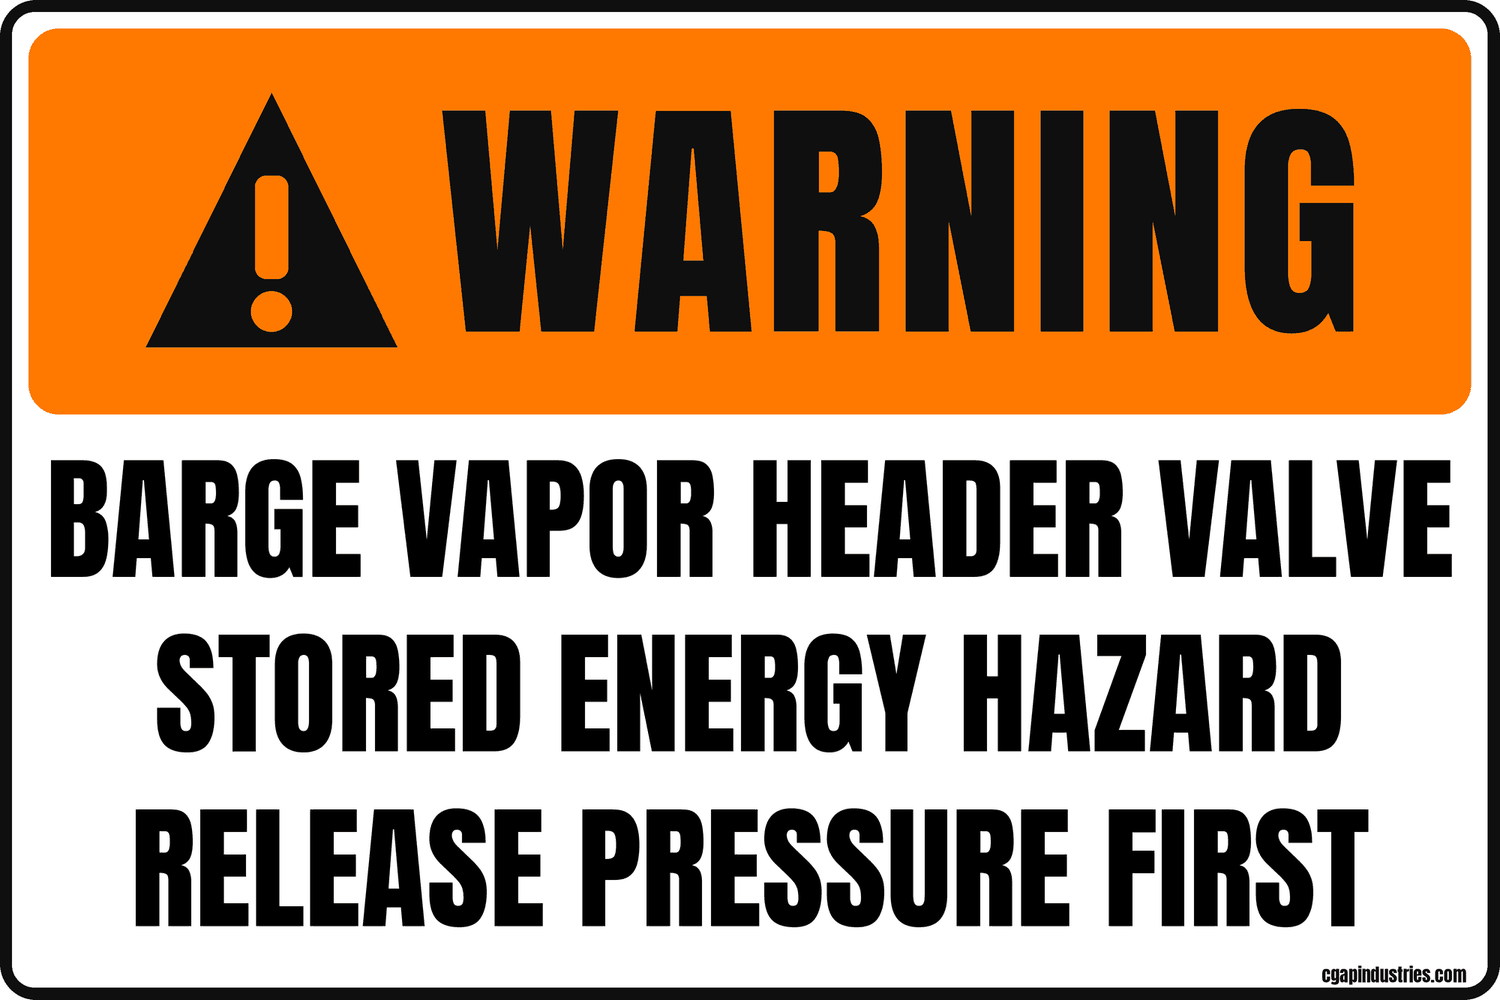 WARNING
BARGE VAPOR HEADER VALVE
STORED ENERGY HAZARD
RELEASE PRESSURE FIRST
cgapindustries.com